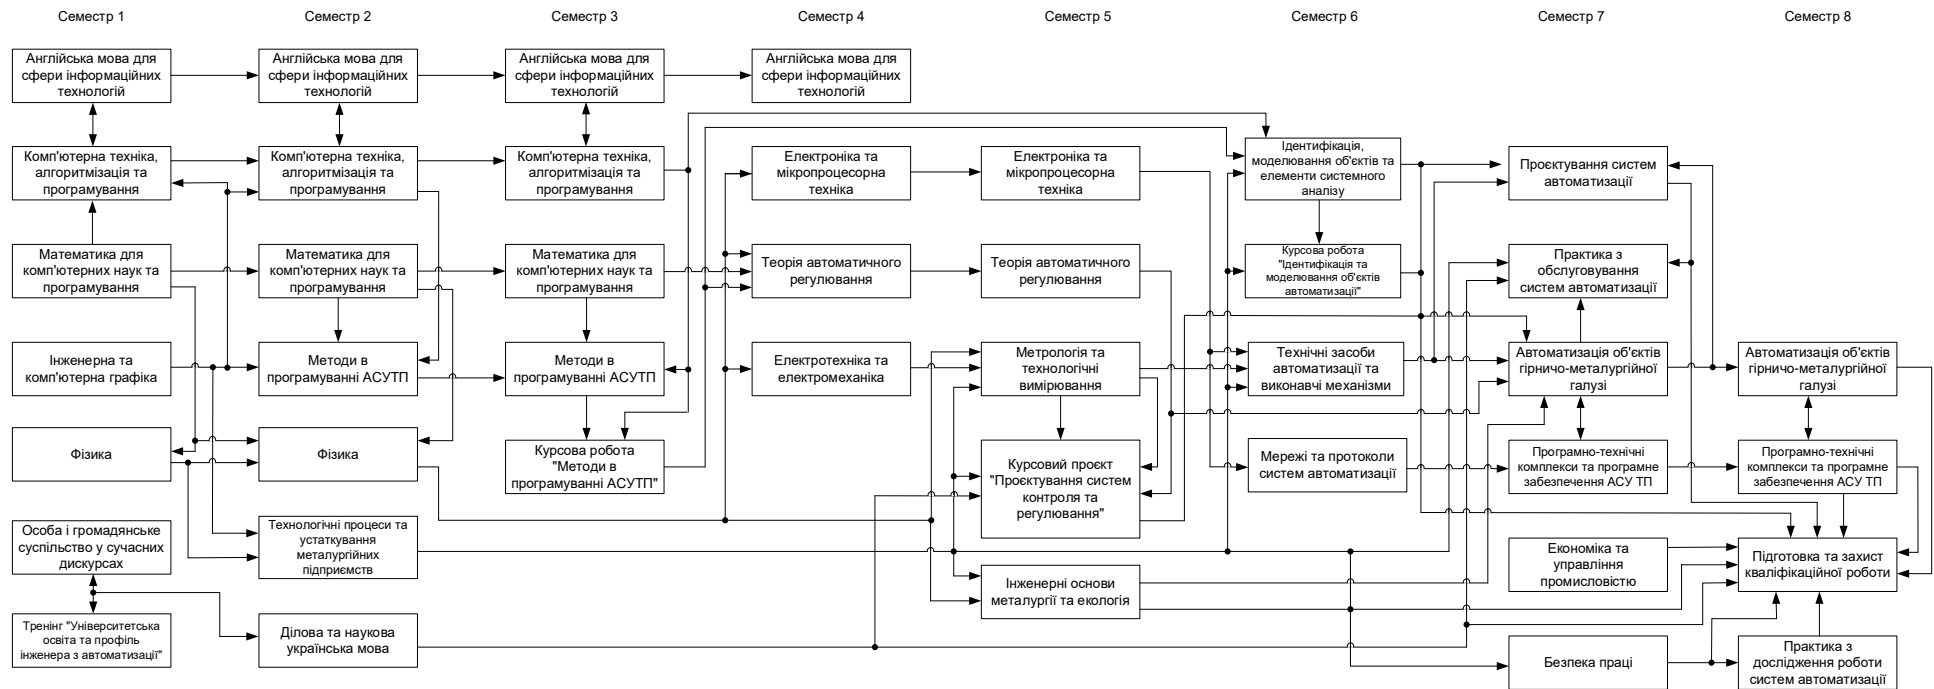 Семестр 1
Семестр 2
Семестр 3
Семестр 4
Семестр 5
Семестр 6
Семестр 7
Семестр 8
Англійська мова для
сфери інформаційних
технологій
Англійська мова для
сфери інформаційних
технологій
Англійська мова для
сфери інформаційних
технологій
Англійська мова для
сфери інформаційних
технологій
Комп'ютерна техніка,
алгоритмізація та
програмування
Комп'ютерна техніка,
алгоритмізація та
програмування
Комп'ютерна техніка,
алгоритмізація та
програмування
Електроніка та
мікропроцесорна
техніка
Електроніка та
мікропроцесорна
техніка
Ідентифікація,
моделювання об'єктів та
елементи системного
аналізу
Проєктування систем
автоматизації
Математика для
комп'ютерних наук та
програмування
Математика для
комп'ютерних наук та
програмування
Математика для
комп'ютерних наук та
програмування
Теорія автоматичного
регулювання
Теорія автоматичного
регулювання
Курсова робота
"Ідентифікація та
моделювання об'єктів
автоматизації"
Практика з
обслуговування
систем автоматизації
Інженерна та
комп'ютерна графіка
Методи в
програмуванні АСУТП
Методи в
програмуванні АСУТП
Електротехніка та
електромеханіка
Метрологія та
технологічні
вимірювання
Технічні засоби
автоматизації та
виконавчі механізми
Автоматизація об'єктів
гірничо-металургійної
галузі
Автоматизація об'єктів
гірничо-металургійної
галузі
Фізика
Фізика
Курсова робота
"Методи в
програмуванні АСУТП"
Курсовий проєкт
"Проєктування систем
контроля та
регулювання"
Мережі та протоколи
систем автоматизації
Програмно-технічні
комплекси та програмне
забезпечення АСУ ТП
Програмно-технічні
комплекси та програмне
забезпечення АСУ ТП
Особа і громадянське
суспільство у сучасних
дискурсах
Технологічні процеси та
устаткування
металургійних
підприємств
Інженерні основи
металургії та екологія
Економіка та
управління
промисловістю
Підготовка та захист
кваліфікаційної роботи
Тренінг "Університетська
освіта та профіль
інженера з автоматизації"
Ділова та наукова
українська мова
Безпека праці
Практика з
дослідження роботи
систем автоматизації